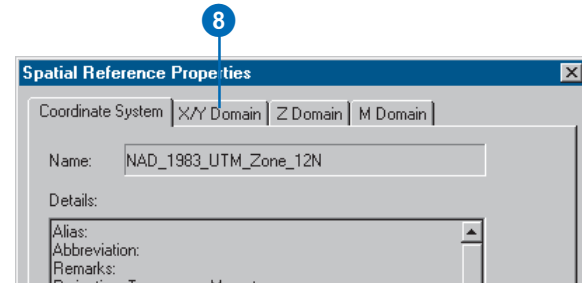 8
Spatial Reference Properties
Coordinate System X/Y Domain Z Domain M Domain
Name: NAD_1983_UTM_Zone_12N
Details:
Alias:
Abbreviation:
Remarks: